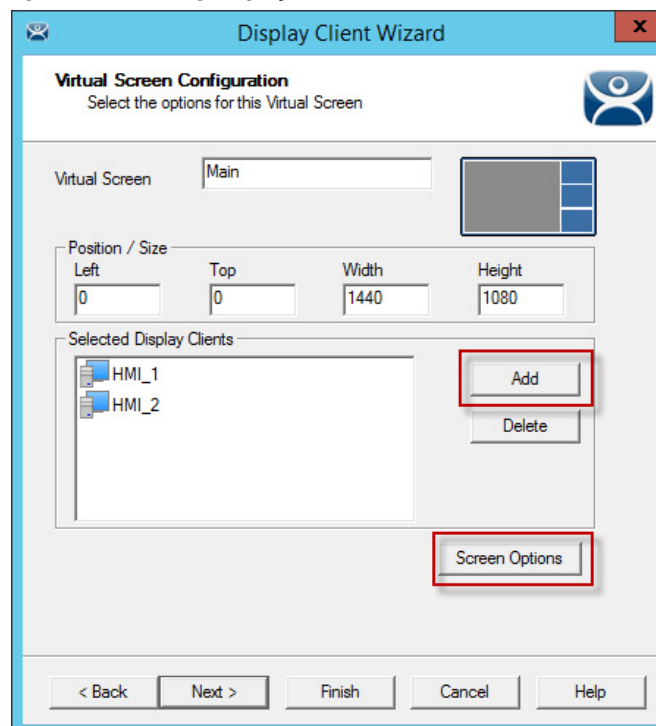 Display Client Wizard
x
Virtual Screen Configuration
Select the options for this Virtual Screen
Virtual Screen
Main
Position / Size
Left Top Width Height
0 0 1440 1080
Selected Display Clients
HMI_1
HMI_2
Add
Delete
Screen Options
< Back Next > Finish Cancel Help